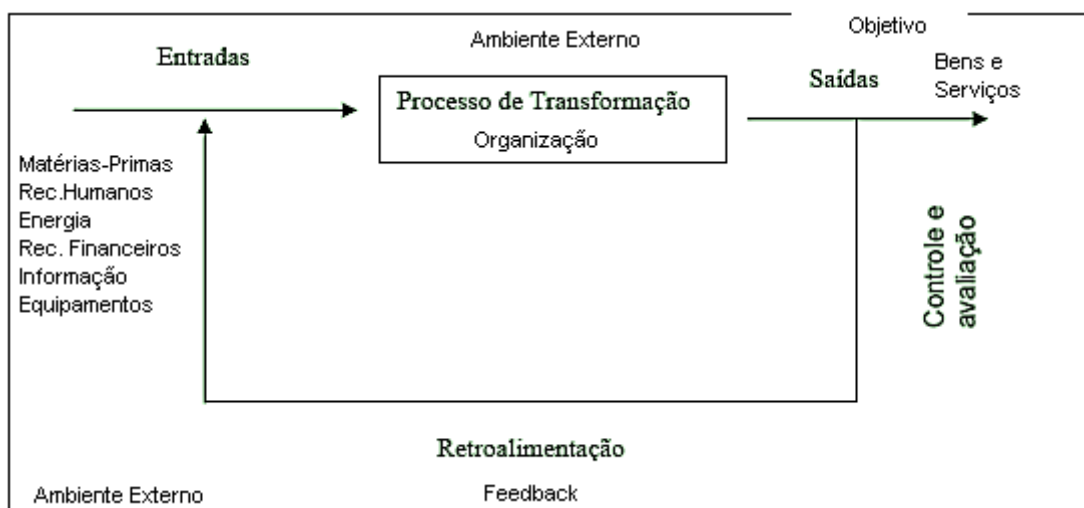 Objetivo
Ambiente Externo
Entradas
Saídas
Bens e
Serviços
Processo de Transformação
Organização
Matérias-Primas
Rec.Humanos
Energia
Rec. Financeiros
Informação
Equipamentos
Controle e
avaliação
Retroalimentação
Feedback
Ambiente Externo